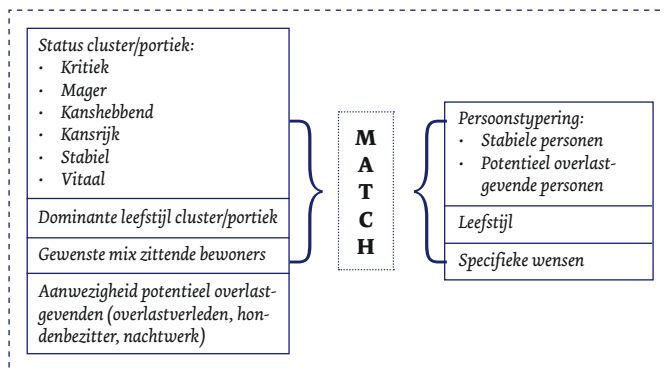 Status cluster/portiek:
· Kritiek
· Mager
· Kanshebbend
· Kansrijk
· Stabiel
· Vitaal
Dominante leefstijl cluster/portiek
Gewenste mix zittende bewoners
Aanwezigheid potentieel overlast-
gevenden (overlastverleden, hon-
denbezitter, nachtwerk)
M
A
T
C
H
Persoonstypering:
· Stabiele personen
· Potentieel overlast-
gevende personen
Leefstijl
Specifieke wensen